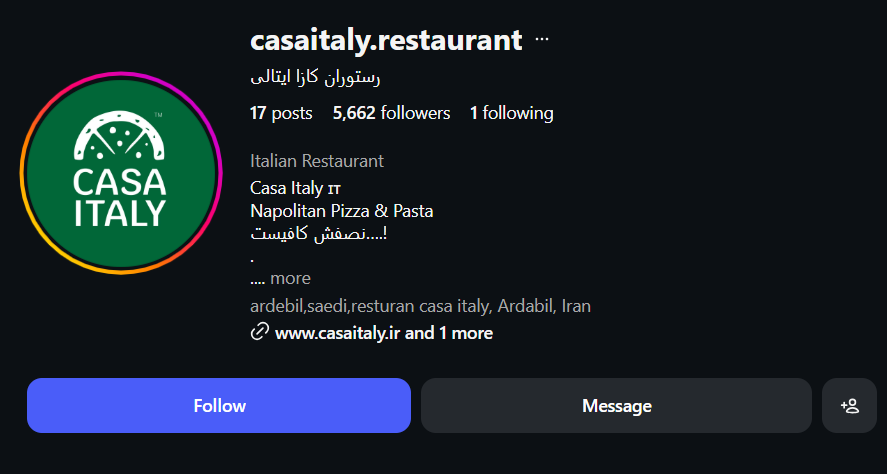 casaitaly.restaurant ...
رستوران کازا ایتالی
17 posts 5,662 followers 1 following
CASA
ITALY
TM
Italian Restaurant
Casa Italy ɪᴛ
Napolitan Pizza & Pasta
نصفش کافیست....!
.
.... more
ardebil,saedi,resturan casa italy, Ardabil, Iran
www.casaitaly.ir and 1 more
Follow Message